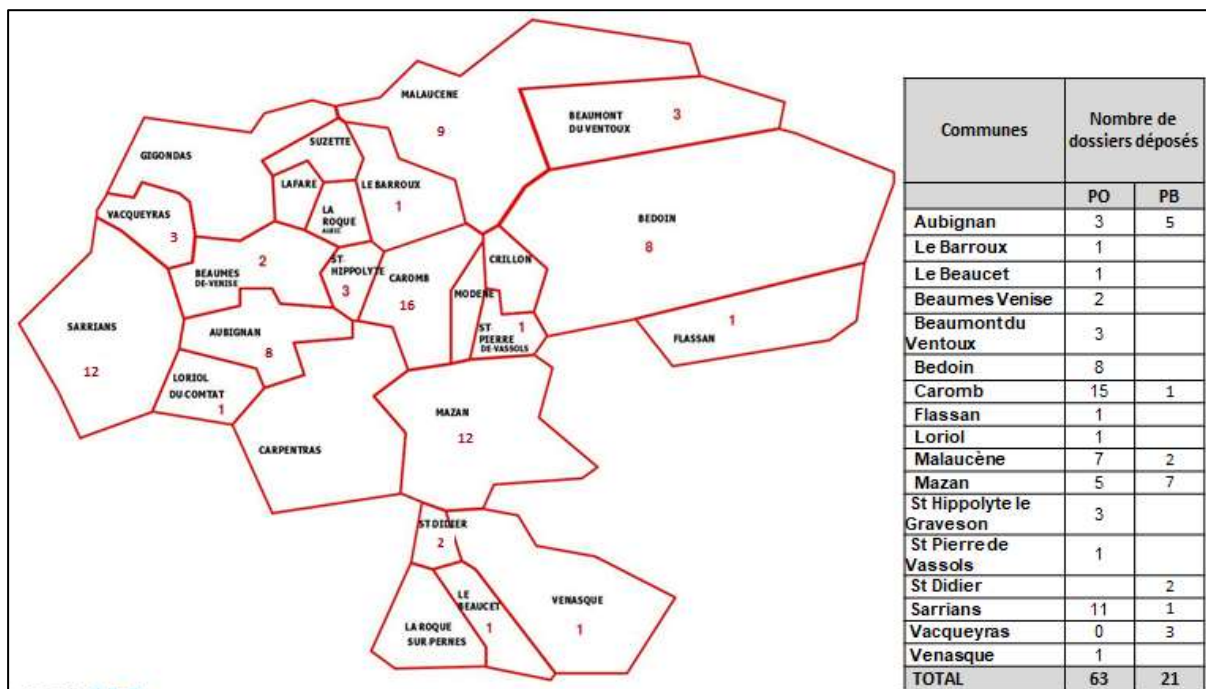 MALAUCENE
9
BEAUMONT
DU VENTOUX
3
GIGONDAS
SUZETTE
LAFARE
LE BARROUX
1
LA
ROQUE
ALRIC
VACQUEYRAS
3
BEDOIN
8
2
BEAUMES
DE-VENISE
ST
HIPPOLYTE
3
CAROMB
16
CRILLON
MODENE
ST
PIERRE
DE-VASSOLS
1
FLASSAN
1
SARRIANS
12
AUBIGNAN
8
LORIOL
DU COMTAT
1
CARPENTRAS
MAZAN
12
ST DIDIER
2
LE
BEAUCET
1
VENASQUE
1
LA ROQUE
SUR PERNES
Communes Nombre de
dossiers déposés
PO PB
Aubignan 3 5
Le Barroux 1
Le Beaucet 1
Beaumes Venise 2
Beaumont du
Ventoux 3
Bedoin 8
Caromb 15 1
Flassan 1
Loriol 1
Malaucène 7 2
Mazan 5 7
St Hippolyte le
Graveson 3
St Pierre de
Vassols 1
St Didier 2
Sarrians 11 1
Vacqueyras 0 3
Venasque 1
TOTAL 63 21